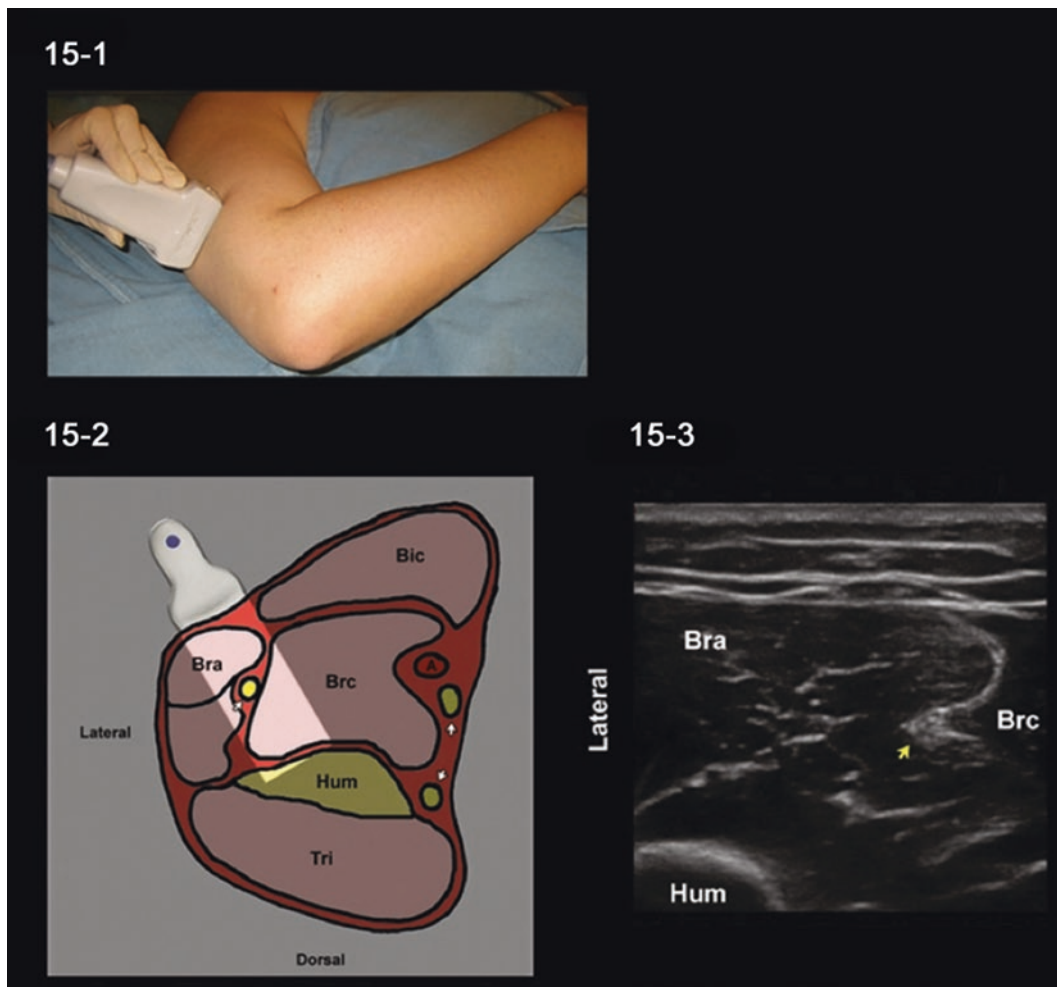 15-1
15-2
15-3
Bic
Bra
Brc
A
Lateral
Hum
Tri
Dorsal
Bra
Lateral
Brc
Hum